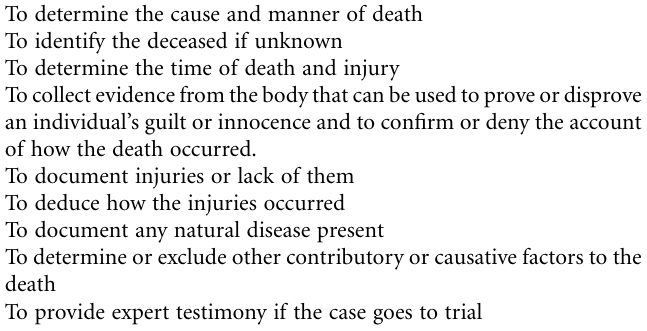 To determine the cause and manner of death
To identify the deceased if unknown
To determine the time of death and injury
To collect evidence from the body that can be used to prove or disprove
an individual's guilt or innocence and to confirm or deny the account
of how the death occurred.
To document injuries or lack of them
To deduce how the injuries occurred
To document any natural disease present
To determine or exclude other contributory or causative factors to the
death
To provide expert testimony if the case goes to trial